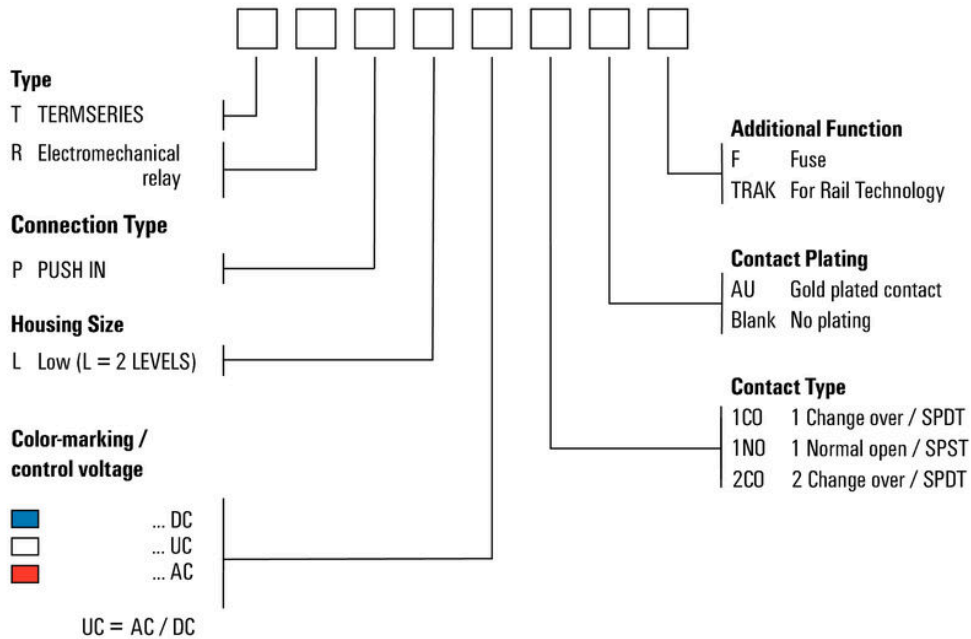 Type
T TERMSERIES
R Electromechanical
relay
Connection Type
P PUSH IN
Housing Size
L Low (L = 2 LEVELS)
Color-marking /
control voltage
... DC
... UC
... AC
UC = AC / DC
Additional Function
F Fuse
TRAK For Rail Technology
Contact Plating
AU Gold plated contact
Blank No plating
Contact Type
1CO 1 Change over / SPDT
1NO 1 Normal open / SPST
2CO 2 Change over / SPDT